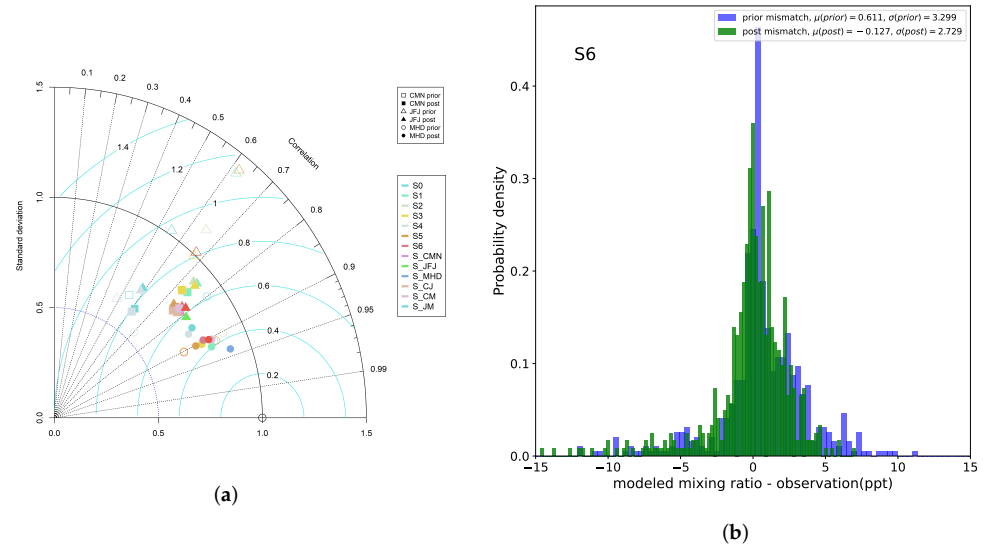 0.1
0.2
0.3
0.4
0.5
0.6
0.7
0.8
0.9
0.95
0.99
Correlation
1.5
1.0
0.5
0.0
Standard deviation
1.4
1.2
1
0.8
0.6
0.4
0.2
0.0
0.5
1.0
1.5
CMN prior
CMN post
JFJ prior
JFJ post
MHD prior
MHD post
S0
S1
S2
S3
S4
S5
S6
S_CMN
S_JFJ
S_MHD
S_CJ
S_CM
S_JM
(a)
prior mismatch, μ(prior) = 0.611, σ(prior) = 3.299
post mismatch, μ(post) = −0.127, σ(post) = 2.729
S6
Probability density
0.4
0.3
0.2
0.1
0.0
−15
−10
−5
0
5
10
15
modeled mixing ratio - observation(ppt)
(b)